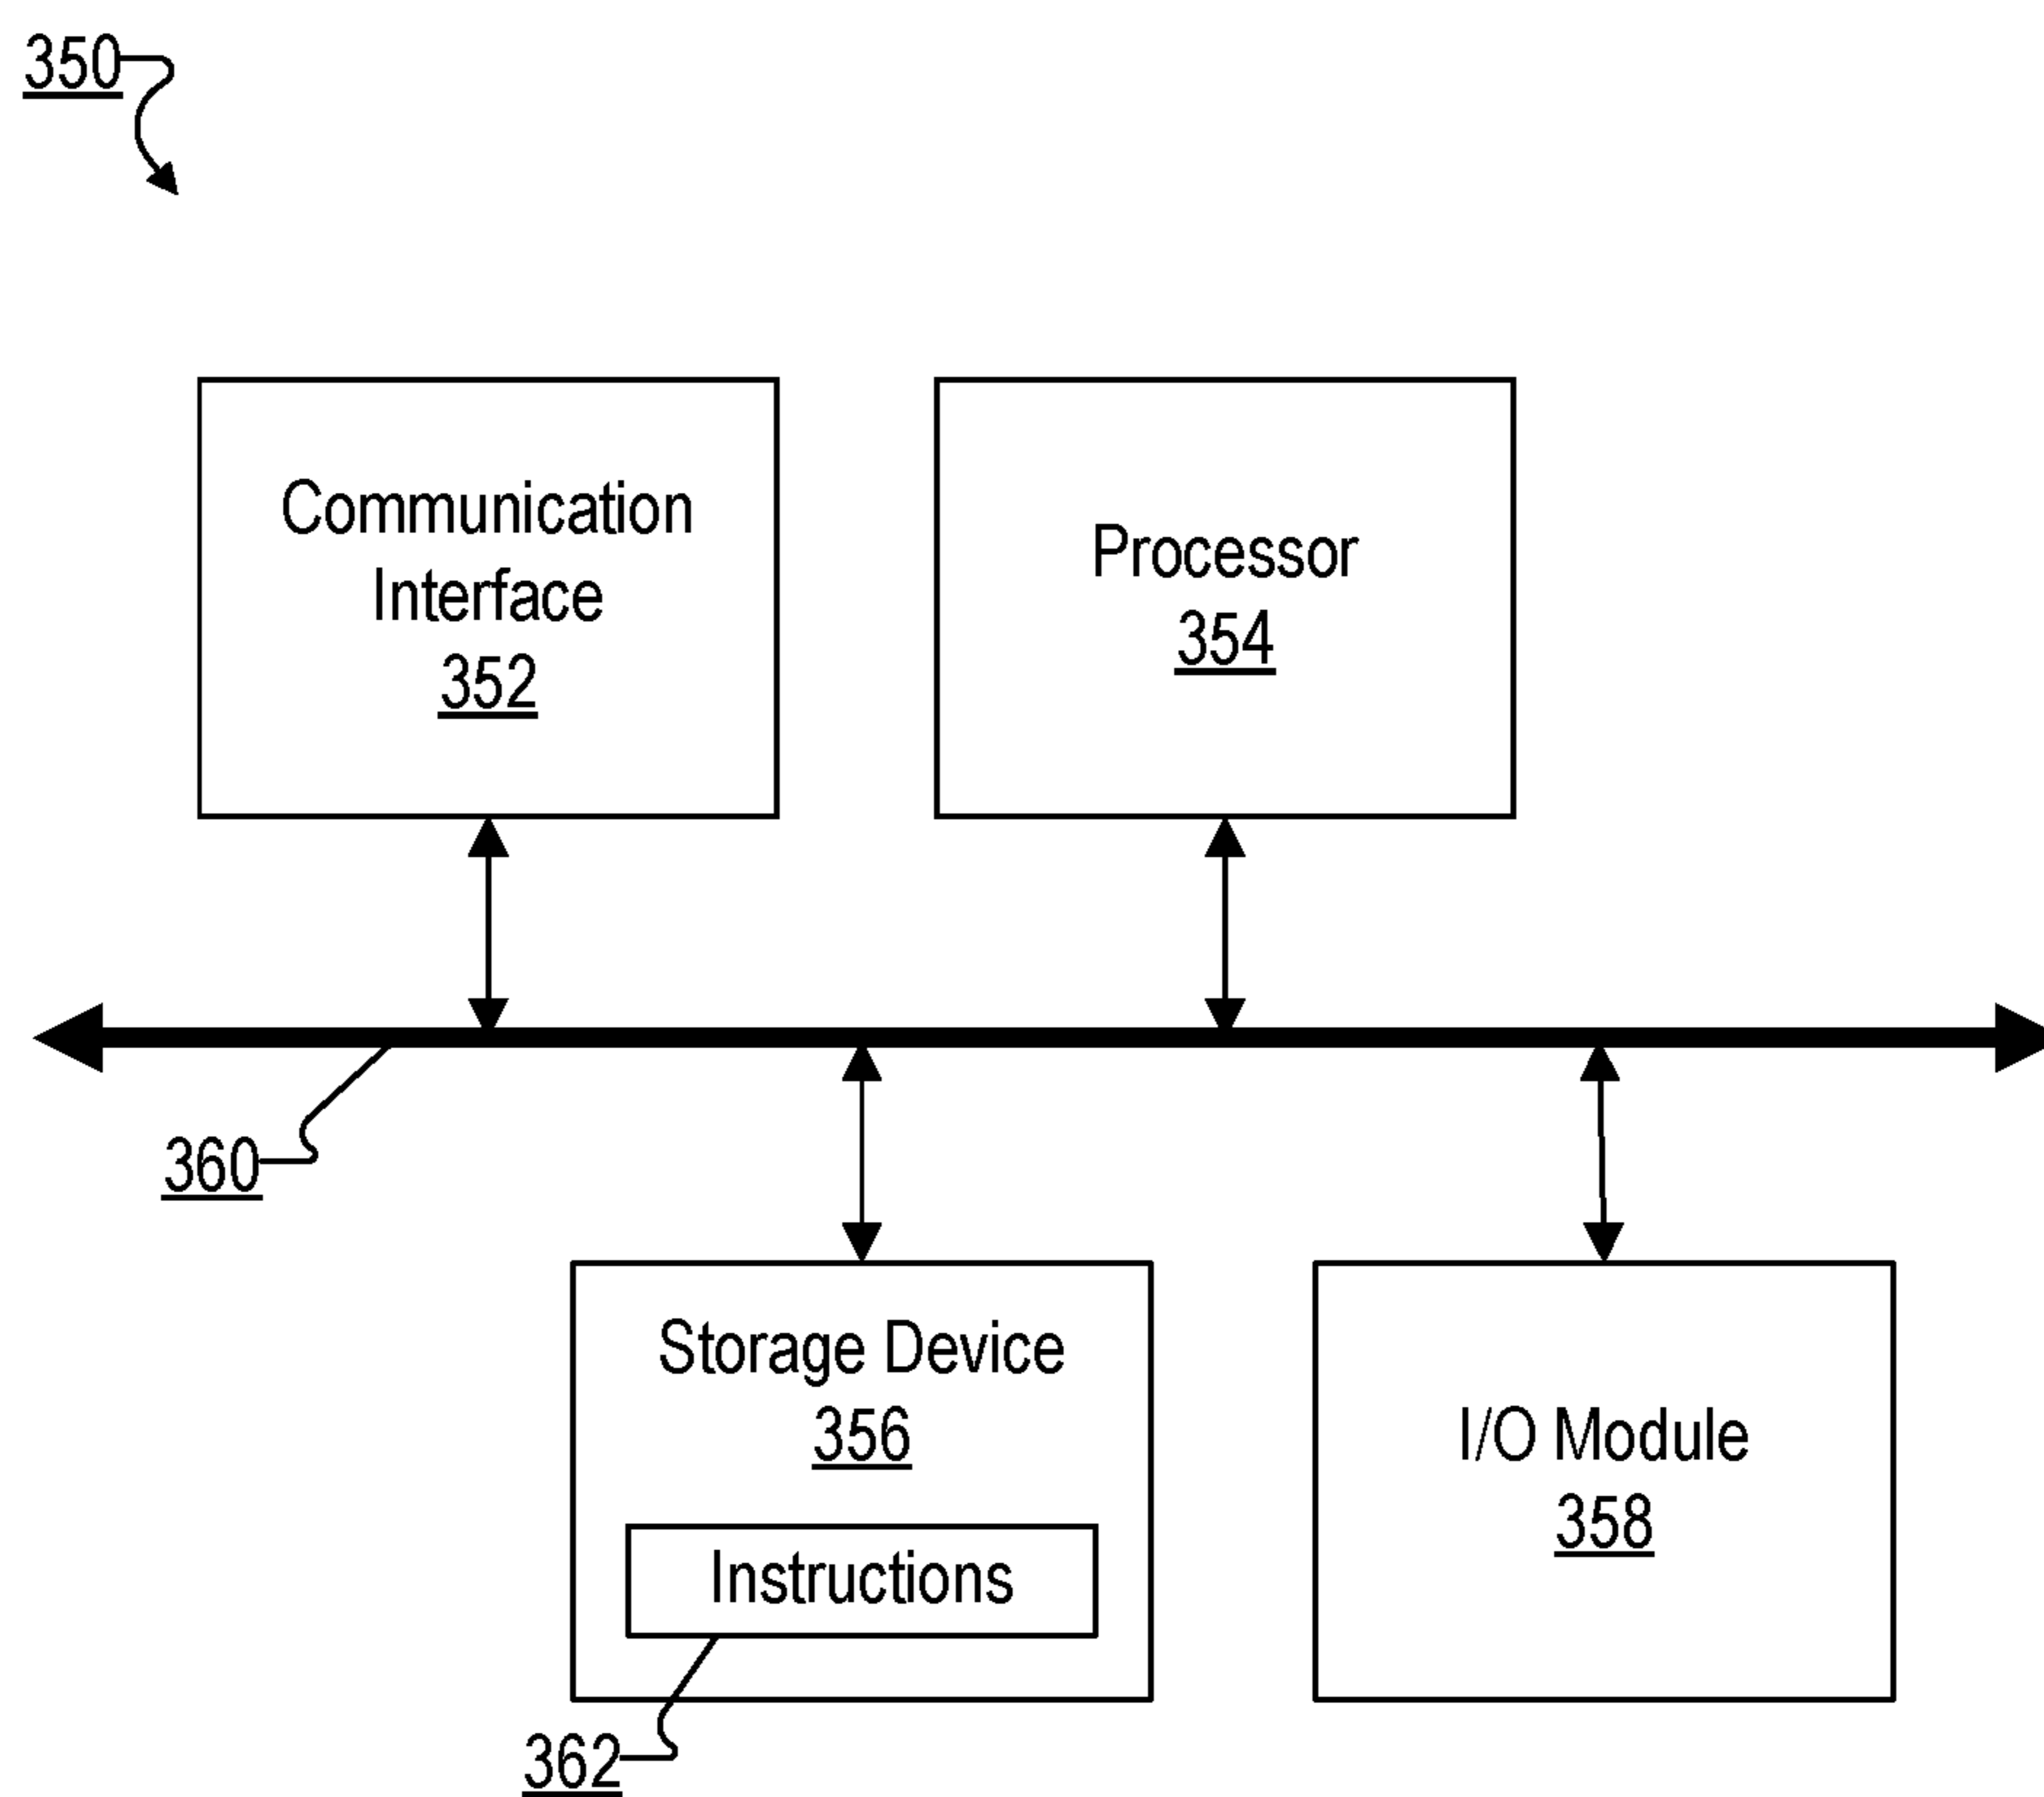 350
Communication
Interface
352
Processor
354
360
Storage Device
356
Instructions
362
I/O Module
358